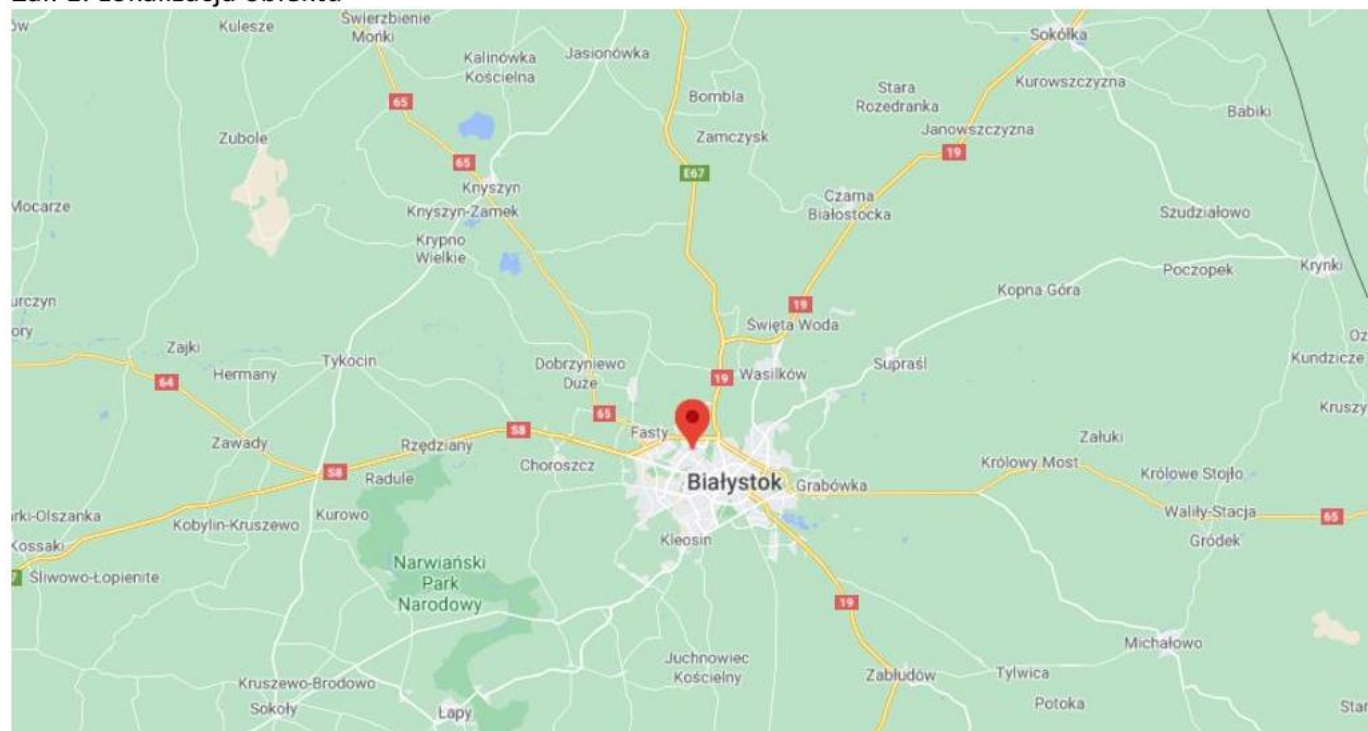 Kulesze
Świerzbienie
Mońki
Kalinówka
Kościelna
Jasionówka
Sokółka
Kurowszczyzna
Bombla
Stara
Rozedranka
Babiki
65
Zubole
Zamczysk
Janowszczyzna
65
19
E67
Knyszyn
Knyszyn-Zamek
Czarna
Białostocka
Mocarze
Szudziałowo
Krypno
Wielkie
Poczopek
Krynki
Kopna Góra
19
Święta Woda
Zajki
Tykocin
Dobrzyniewo
Duże
Wasilków
Supraśl
Kundzicze
64
Hermany
19
65
Fasty
S8
Zawady
Rzędziany
Choroszcz
Załuki
Królowy Most
Królowe Stojło
S8
Radule
Białystok
Grabówka
Kurowo
Kobylin-Kruszewo
Waliły-Stacja
65
Gródek
Kossaki
Kleosin
Narwiański
Park
Narodowy
Śliwowo-Łopienite
19
Michałowo
Juchnowiec
Kościelny
Zabłudów
Tylwica
Kruszewo-Brodowo
Sokoły
Łapy
Potoka